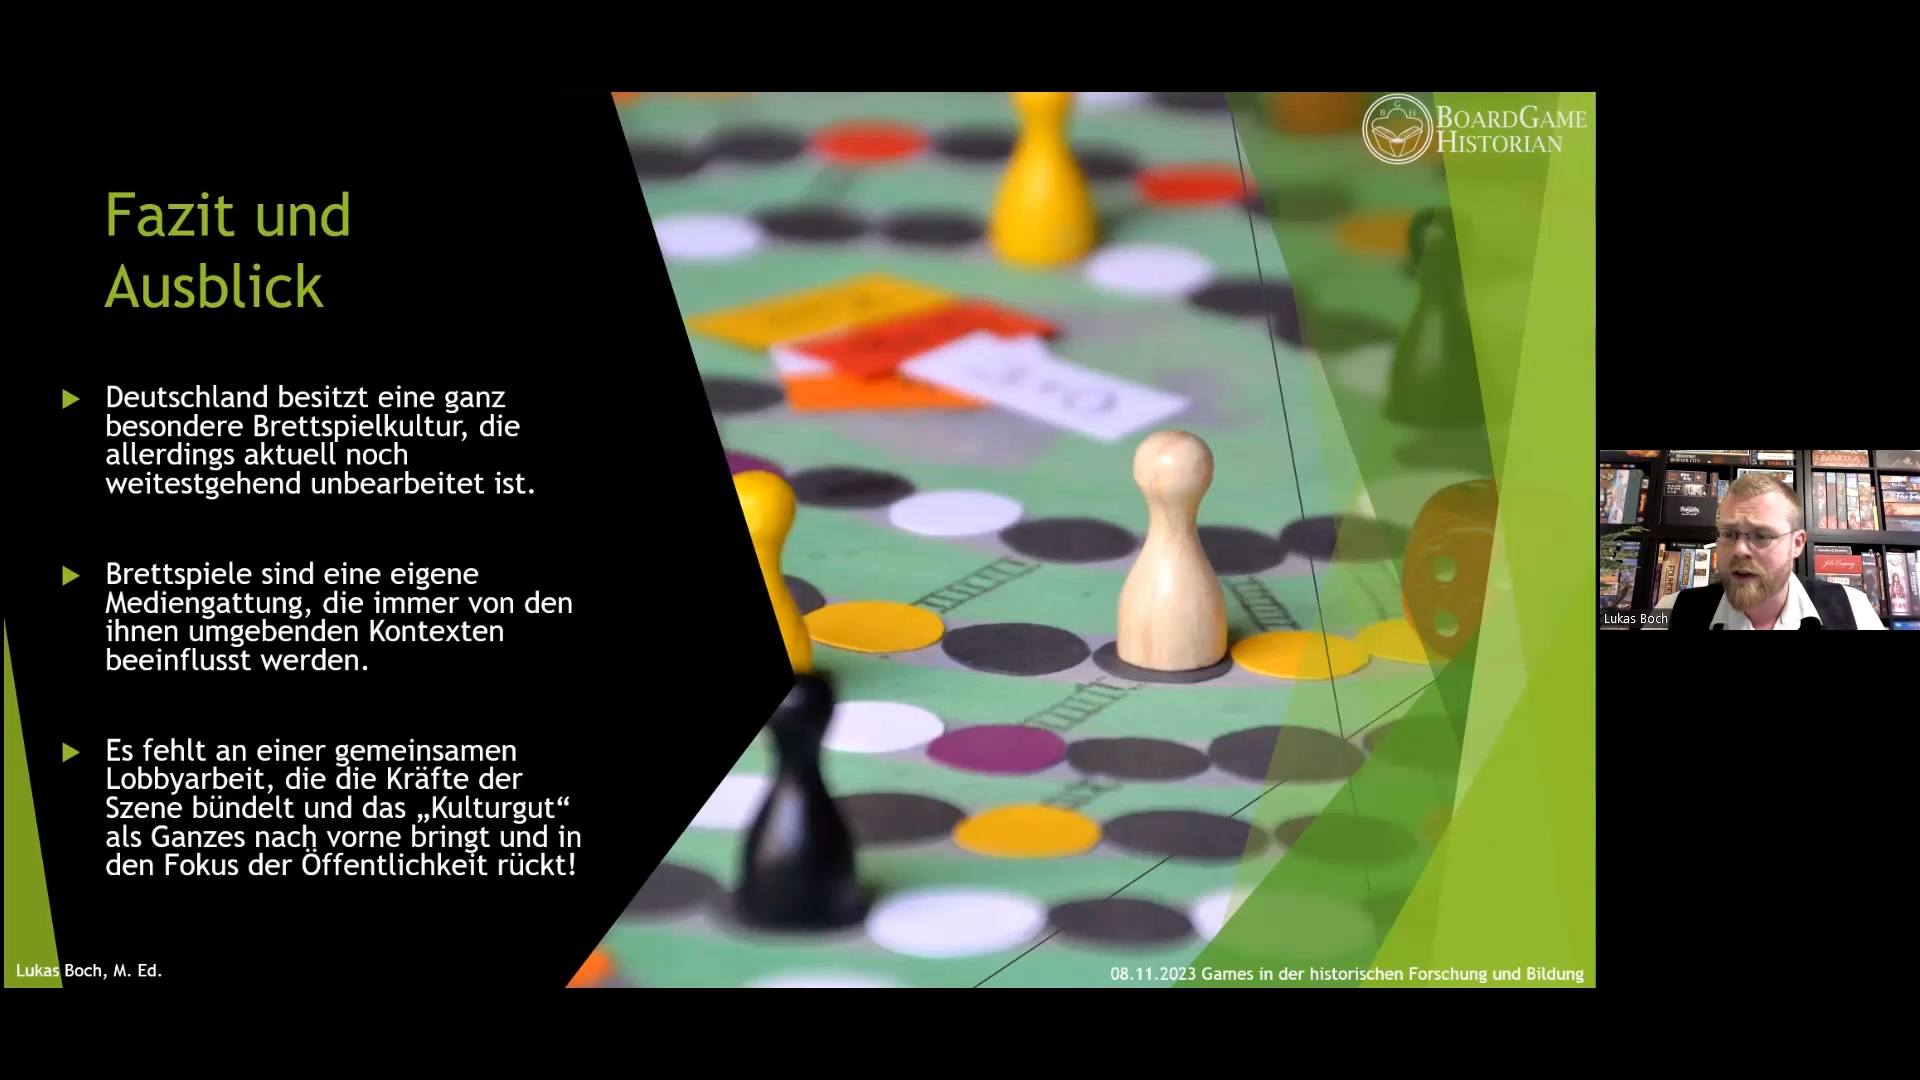 BOARDGAME
HISTORIAN
Fazit und
Ausblick
Deutschland besitzt eine ganz
besondere Brettspielkultur, die
allerdings aktuell noch
weitestgehend unbearbeitet ist.
Brettspiele sind eine eigene
Mediengattung, die immer von den
ihnen umgebenden Kontexten
beeinflusst werden.
Es fehlt an einer gemeinsamen
Lobbyarbeit, die die Kräfte der
Szene bündelt und das „Kulturgut“
als Ganzes nach vorne bringt und in
den Fokus der Öffentlichkeit rückt!
Lukas Boch, M. Ed.
08.11.2023 Games in der historischen Forschung und Bildung
Lukas Boch